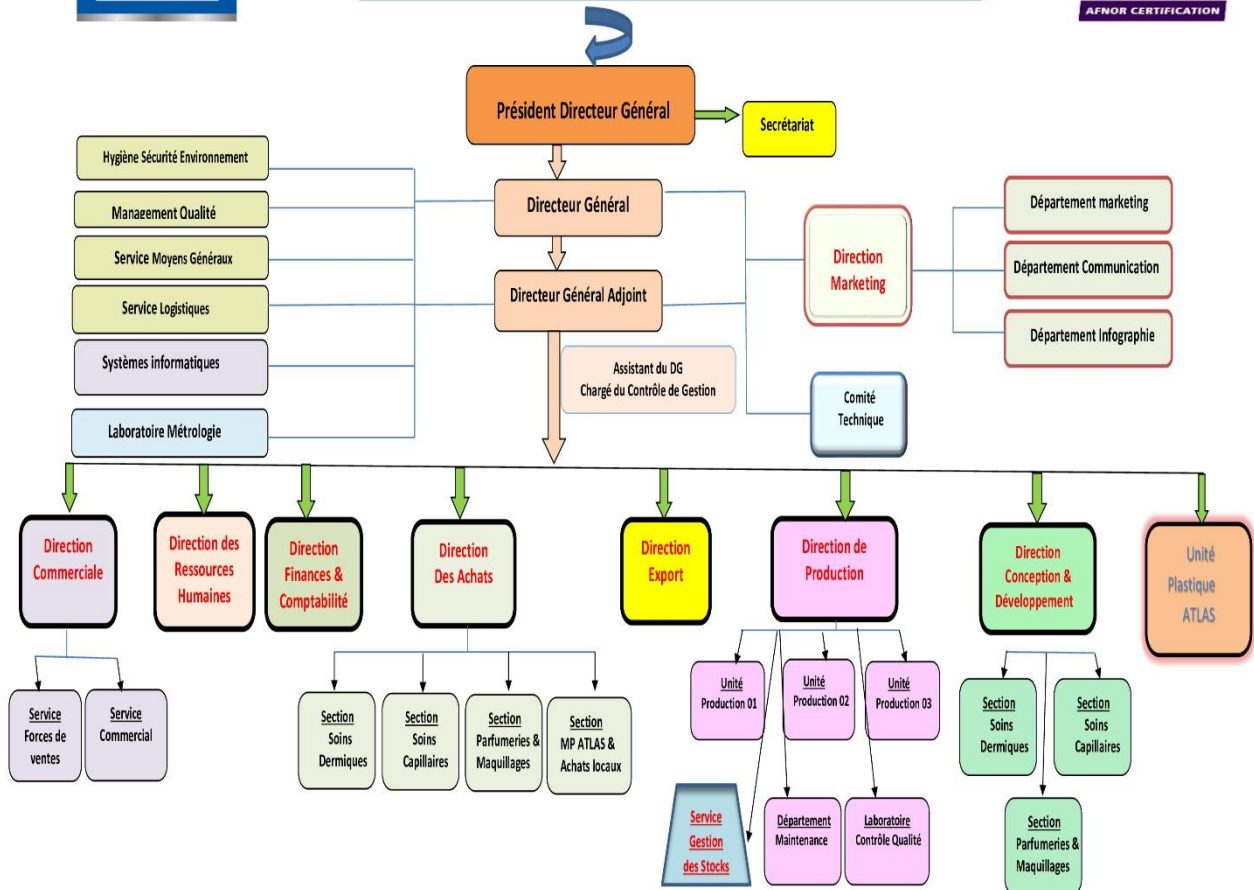 AFNOR CERTIFICATION
Président Directeur Général
Secrétariat
Hygiène Sécurité Environnement
Management Qualité
Service Moyens Généraux
Service Logistiques
Systèmes informatiques
Laboratoire Métrologie
Directeur Général
Directeur Général Adjoint
Assistant du DG
Chargé du Contrôle de Gestion
Direction
Marketing
Comité
Technique
Département marketing
Département Communication
Département Infographie
Direction
Commerciale
Direction des
Ressources
Humaines
Direction
Finances &
Comptabilité
Direction
Des Achats
Direction
Export
Direction de
Production
Direction
Conception &
Développement
Unité
Plastique
ATLAS
Service
Forces de
ventes
Service
Commercial
Section
Soins
Dermiques
Section
Soins
Capillaires
Section
Parfumeries &
Maquillages
Section
MP ATLAS &
Achats locaux
Unité
Production 01
Unité
Production 02
Unité
Production 03
Service
Gestion
des Stocks
Département
Maintenance
Laboratoire
Contrôle Qualité
Section
Soins
Dermiques
Section
Soins
Capillaires
Section
Parfumeries &
Maquillages